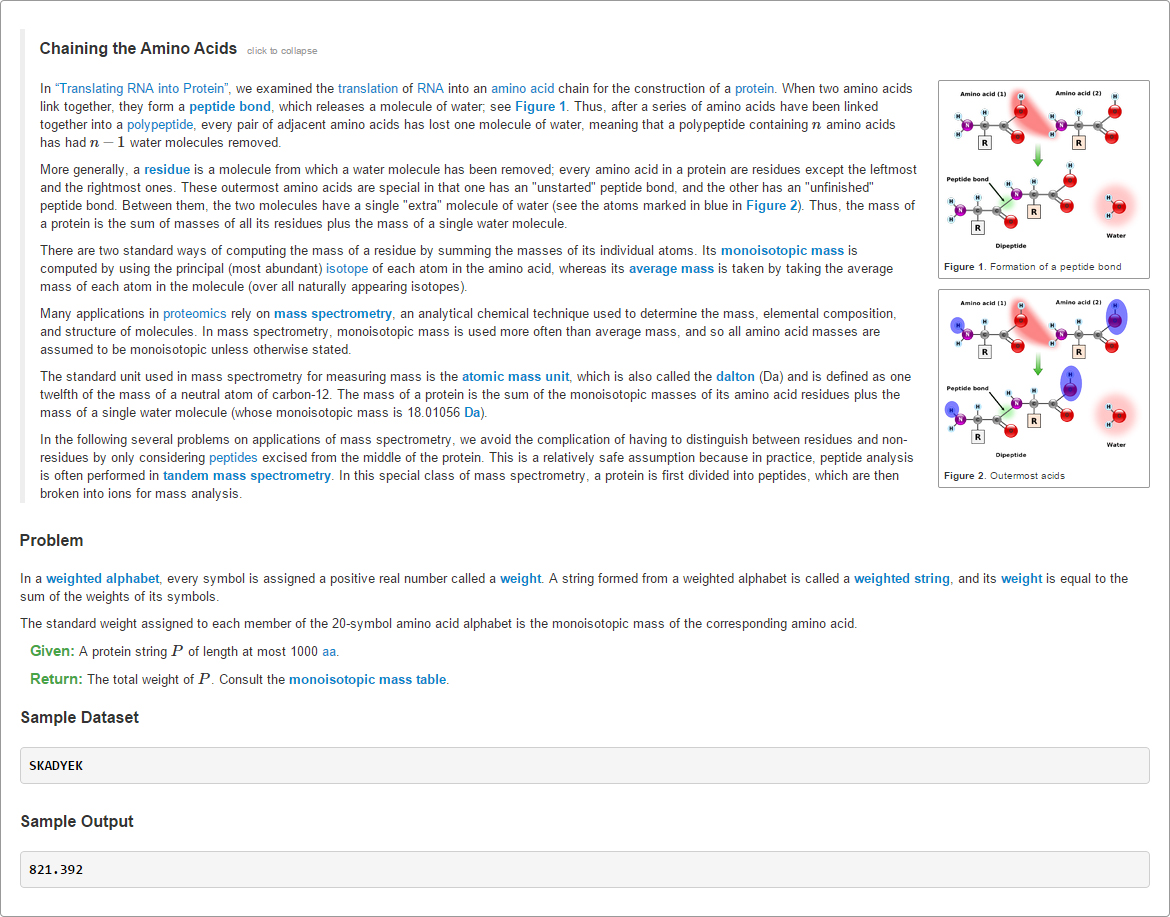 Chaining the Amino Acids click to collapse
In “Translating RNA into Protein”, we examined the translation of RNA into an amino acid chain for the construction of a protein. When two amino acids
link together, they form a peptide bond, which releases a molecule of water; see Figure 1. Thus, after a series of amino acids have been linked
together into a polypeptide, every pair of adjacent amino acids has lost one molecule of water, meaning that a polypeptide containing n amino acids
has had n − 1 water molecules removed.
More generally, a residue is a molecule from which a water molecule has been removed; every amino acid in a protein are residues except the leftmost
and the rightmost ones. These outermost amino acids are special in that one has an "unstarted" peptide bond, and the other has an "unfinished"
peptide bond. Between them, the two molecules have a single "extra" molecule of water (see the atoms marked in blue in Figure 2). Thus, the mass of
a protein is the sum of masses of all its residues plus the mass of a single water molecule.
There are two standard ways of computing the mass of a residue by summing the masses of its individual atoms. Its monoisotopic mass is
computed by using the principal (most abundant) isotope of each atom in the amino acid, whereas its average mass is taken by taking the average
mass of each atom in the molecule (over all naturally appearing isotopes).
Many applications in proteomics rely on mass spectrometry, an analytical chemical technique used to determine the mass, elemental composition,
and structure of molecules. In mass spectrometry, monoisotopic mass is used more often than average mass, and so all amino acid masses are
assumed to be monoisotopic unless otherwise stated.
The standard unit used in mass spectrometry for measuring mass is the atomic mass unit, which is also called the dalton (Da) and is defined as one
twelfth of the mass of a neutral atom of carbon-12. The mass of a protein is the sum of the monoisotopic masses of its amino acid residues plus the
mass of a single water molecule (whose monoisotopic mass is 18.01056 Da).
In the following several problems on applications of mass spectrometry, we avoid the complication of having to distinguish between residues and non-
residues by only considering peptides excised from the middle of the protein. This is a relatively safe assumption because in practice, peptide analysis
is often performed in tandem mass spectrometry. In this special class of mass spectrometry, a protein is first divided into peptides, which are then
broken into ions for mass analysis.
Amino acid (1) Amino acid (2)
R R
Peptide bond
R
R
Water
Dipeptide
Figure 1. Formation of a peptide bond
Amino acid (1) Amino acid (2)
R R
Peptide bond
R
R
Water
Dipeptide
Figure 2. Outermost acids
Problem
In a weighted alphabet, every symbol is assigned a positive real number called a weight. A string formed from a weighted alphabet is called a weighted string, and its weight is equal to the
sum of the weights of its symbols.
The standard weight assigned to each member of the 20-symbol amino acid alphabet is the monoisotopic mass of the corresponding amino acid.
Given: A protein string P of length at most 1000 aa.
Return: The total weight of P. Consult the monoisotopic mass table.
Sample Dataset
SKADYEK
Sample Output
821.392